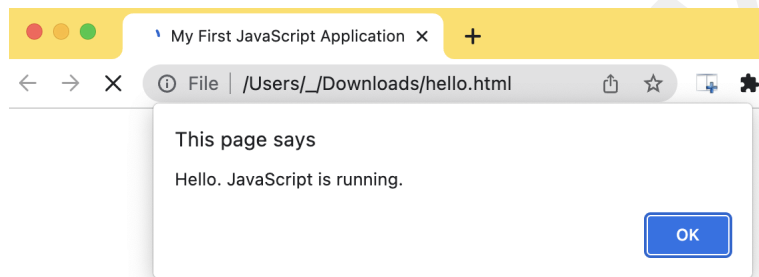 My First JavaScript Application
File | /Users/_/Downloads/hello.html
This page says
Hello. JavaScript is running.
OK